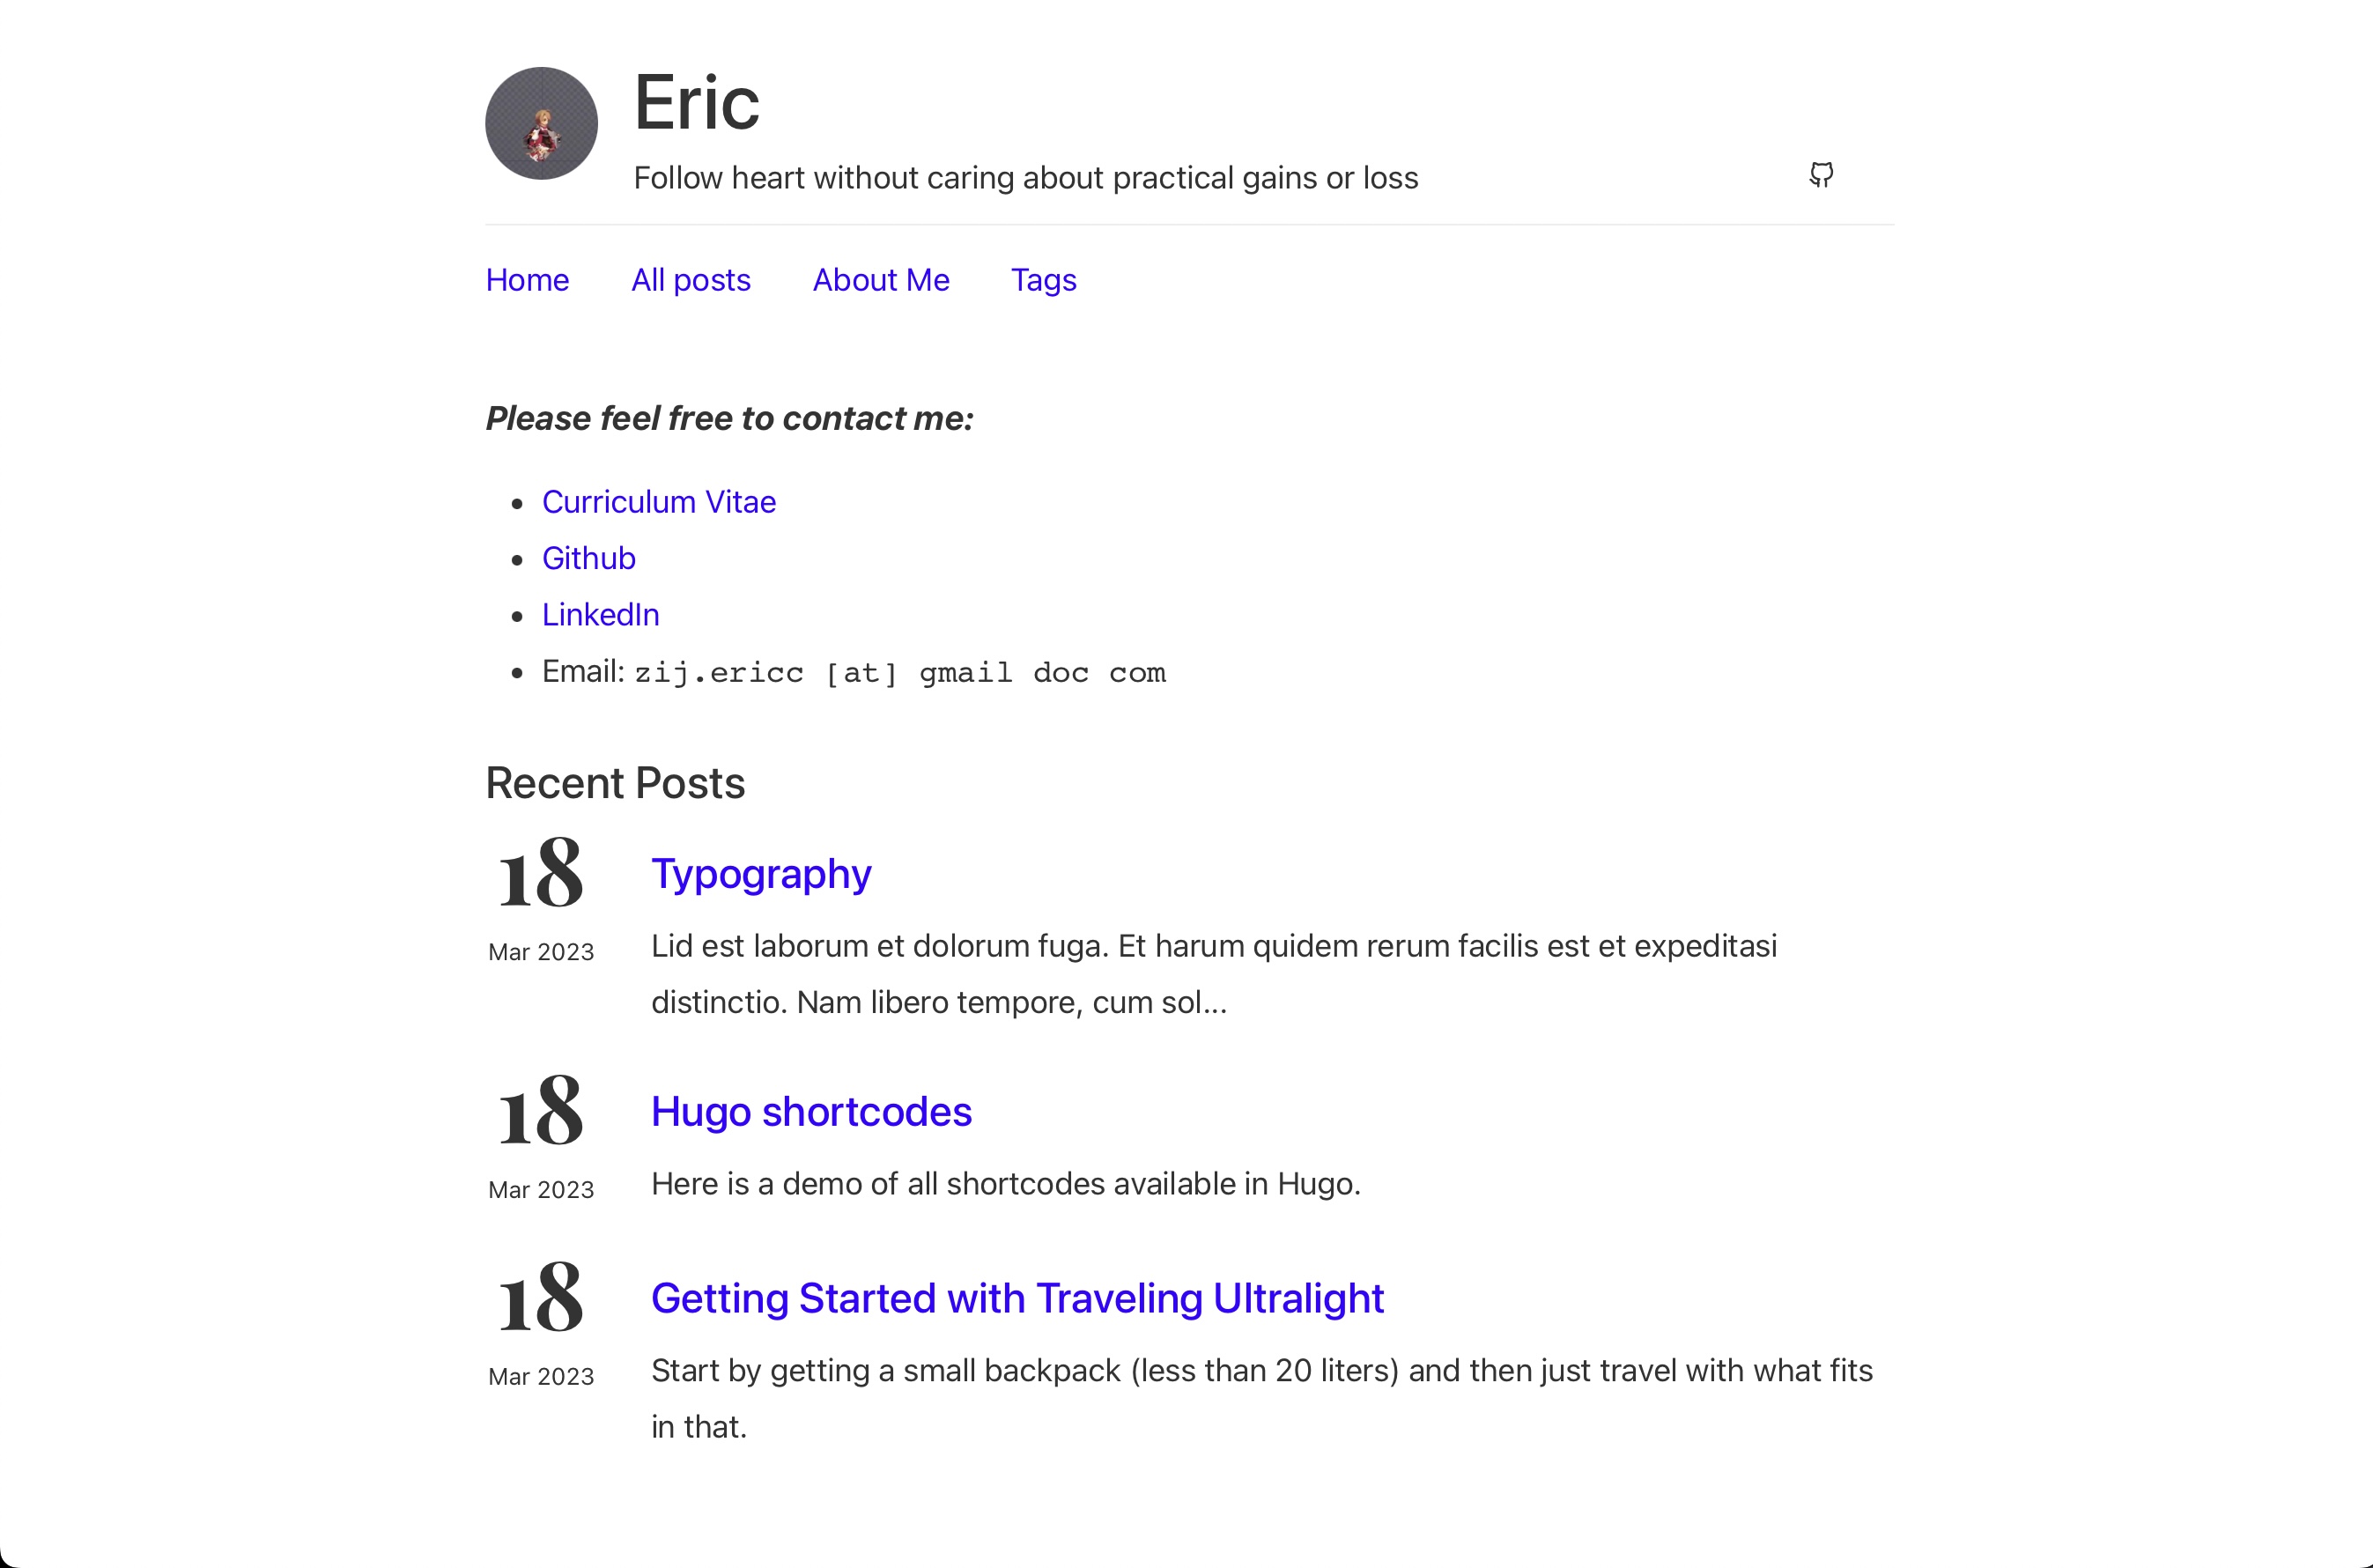 Eric
Follow heart without caring about practical gains or loss
Home All posts About Me Tags
Please feel free to contact me:
Curriculum Vitae
Github
LinkedIn
Email: zij.ericc [at] gmail doc com
Recent Posts
18
Mar 2023
Typography
Lid est laborum et dolorum fuga. Et harum quidem rerum facilis est et expeditasi
distinctio. Nam libero tempore, cum sol...
18
Mar 2023
Hugo shortcodes
Here is a demo of all shortcodes available in Hugo.
18
Mar 2023
Getting Started with Traveling Ultralight
Start by getting a small backpack (less than 20 liters) and then just travel with what fits
in that.